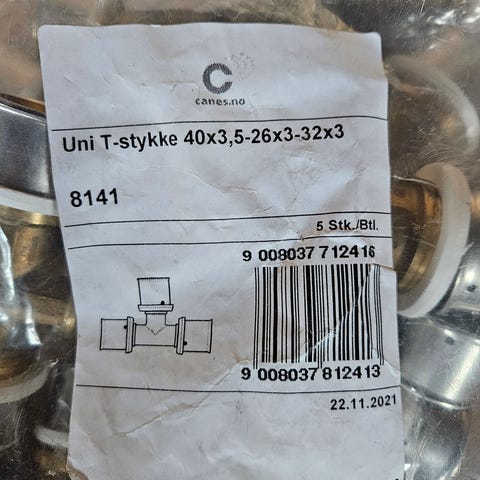 C
canes.no
Uni T-stykke 40x3,5-26x3-32x3
8141
5 Stk./Btl.
9 008037 712416
9 008037 812413
22.11.2021